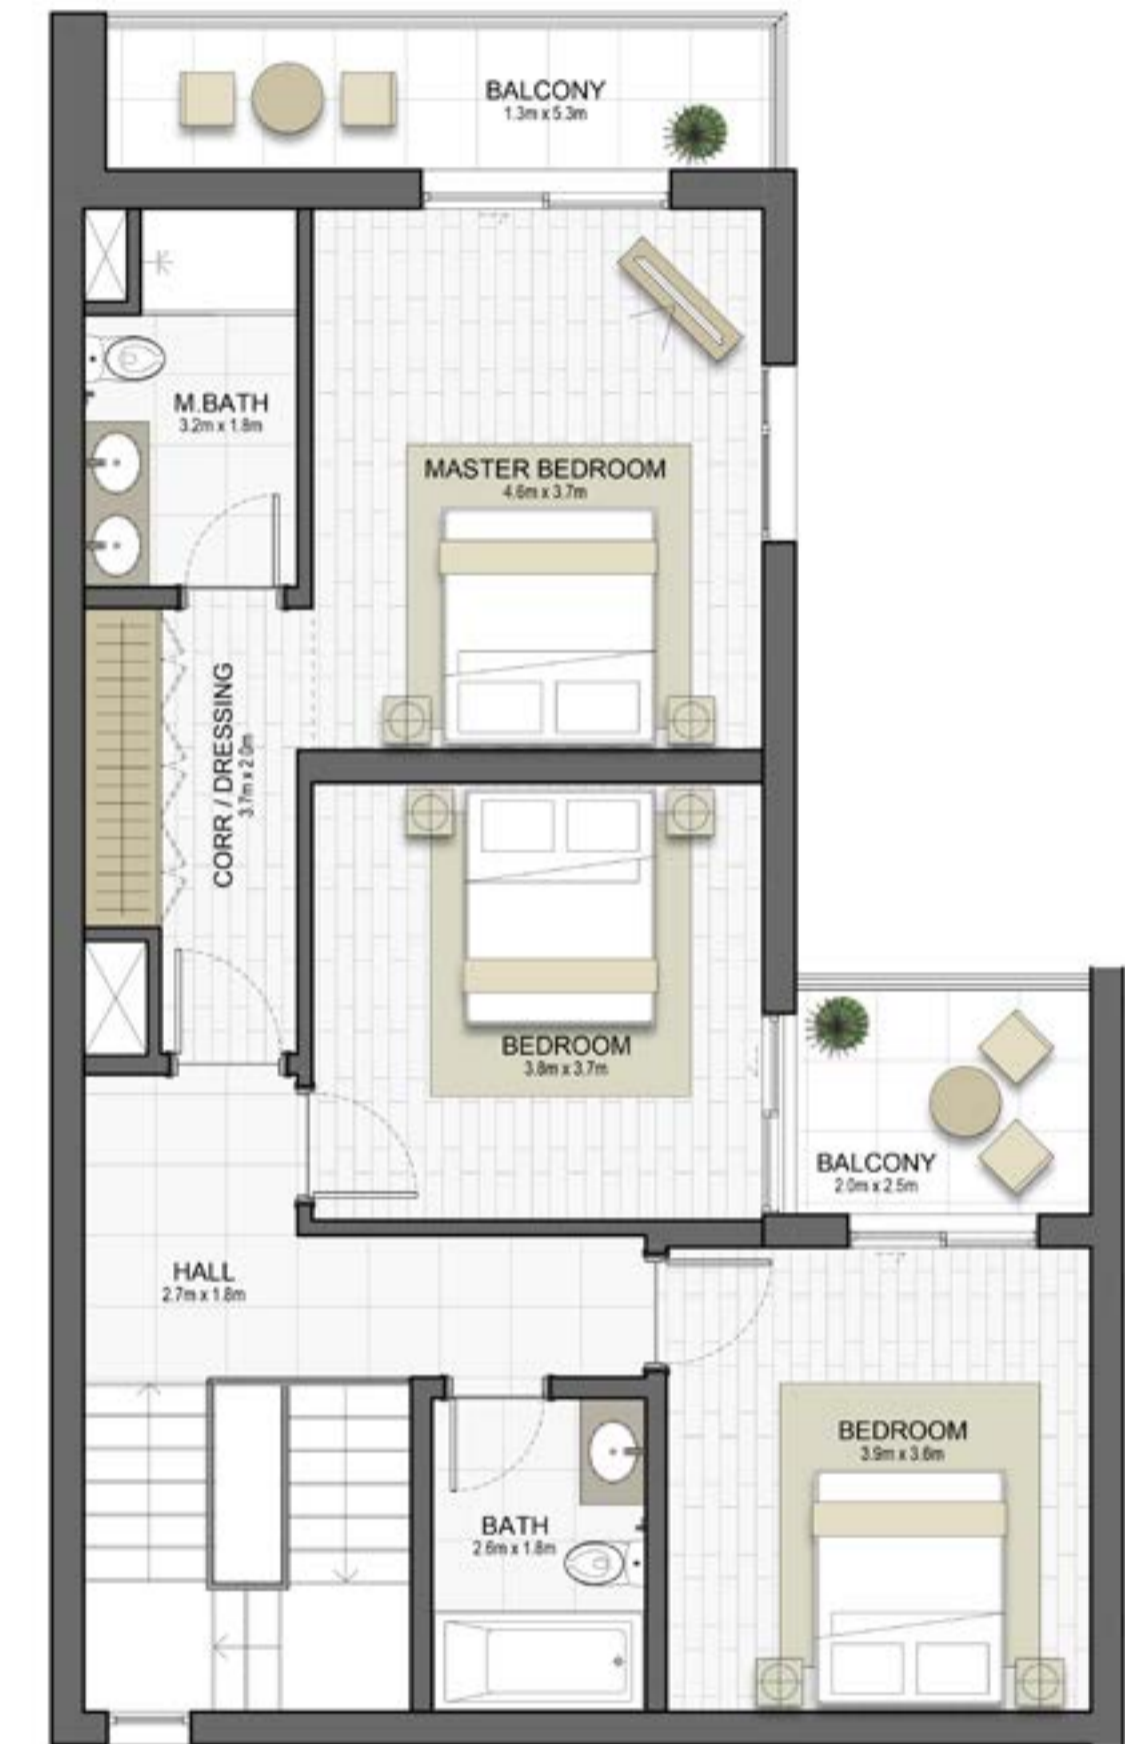 BALCONY
1.3m x 5.3m
M.BATH
3.2m x 1.8m
MASTER BEDROOM
4.6m x 3.7m
CORR / DRESSING
3.7m x 2.0m
BEDROOM
3.8m x 3.7m
BALCONY
2.0m x 2.5m
HALL
2.7m x 1.8m
BEDROOM
3.9m x 3.6m
BATH
2.6m x 1.8m